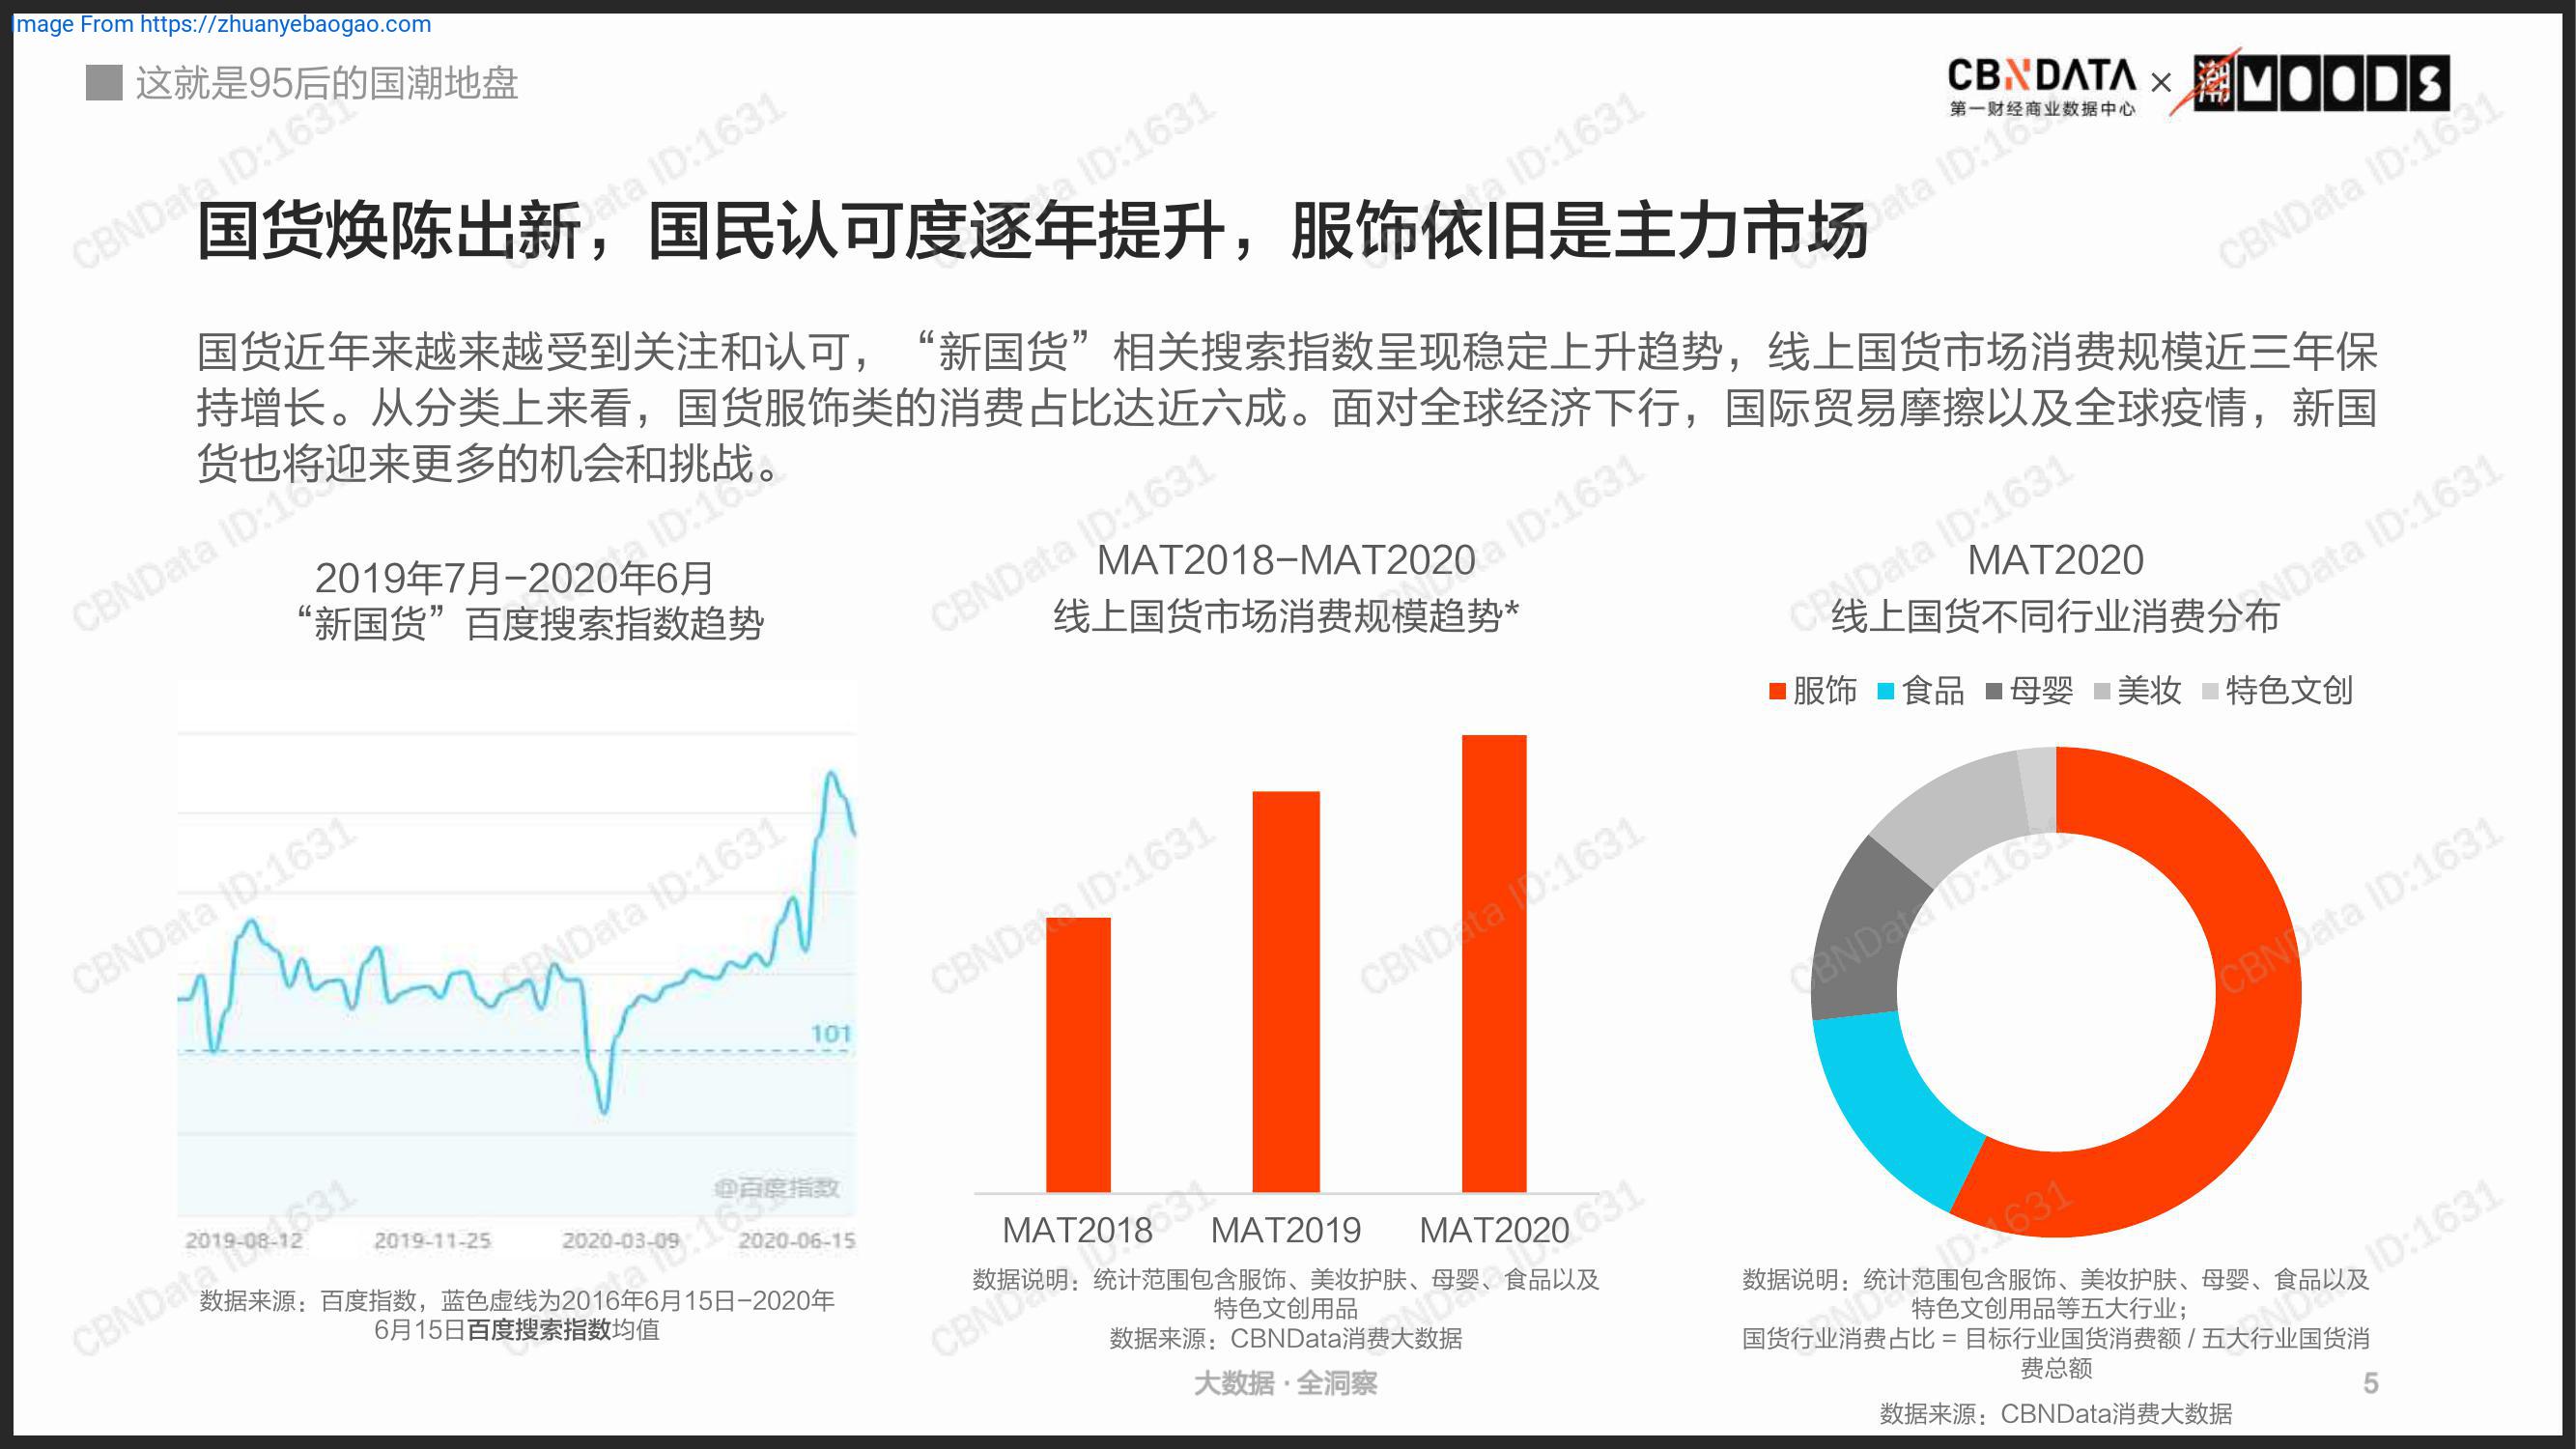 Image From https://zhuanyebaogao.com
这就是95后的国潮地盘
CBNDATA × 潮MOODS
第一财经商业数据中心
国货焕陈出新，国民认可度逐年提升，服饰依旧是主力市场
国货近年来越来越受到关注和认可，“新国货”相关搜索指数呈现稳定上升趋势，线上国货市场消费规模近三年保
持增长。从分类上来看，国货服饰类的消费占比达近六成。面对全球经济下行，国际贸易摩擦以及全球疫情，新国
货也将迎来更多的机会和挑战。
2019年7月–2020年6月
“新国货”百度搜索指数趋势
101
@百度指数
2019-08-12 2019-11-25 2020-03-09 2020-06-15
数据来源：百度指数，蓝色虚线为2016年6月15日–2020年
6月15日百度搜索指数均值
MAT2018–MAT2020
线上国货市场消费规模趋势*
MAT2018 MAT2019 MAT2020
数据说明：统计范围包含服饰、美妆护肤、母婴、食品以及
特色文创用品
数据来源：CBNData消费大数据
MAT2020
线上国货不同行业消费分布
服饰 食品 母婴 美妆 特色文创
数据说明：统计范围包含服饰、美妆护肤、母婴、食品以及
特色文创用品等五大行业；
国货行业消费占比 = 目标行业国货消费额 / 五大行业国货消
费总额
数据来源：CBNData消费大数据
大数据 · 全洞察
5
CBNData ID:1631